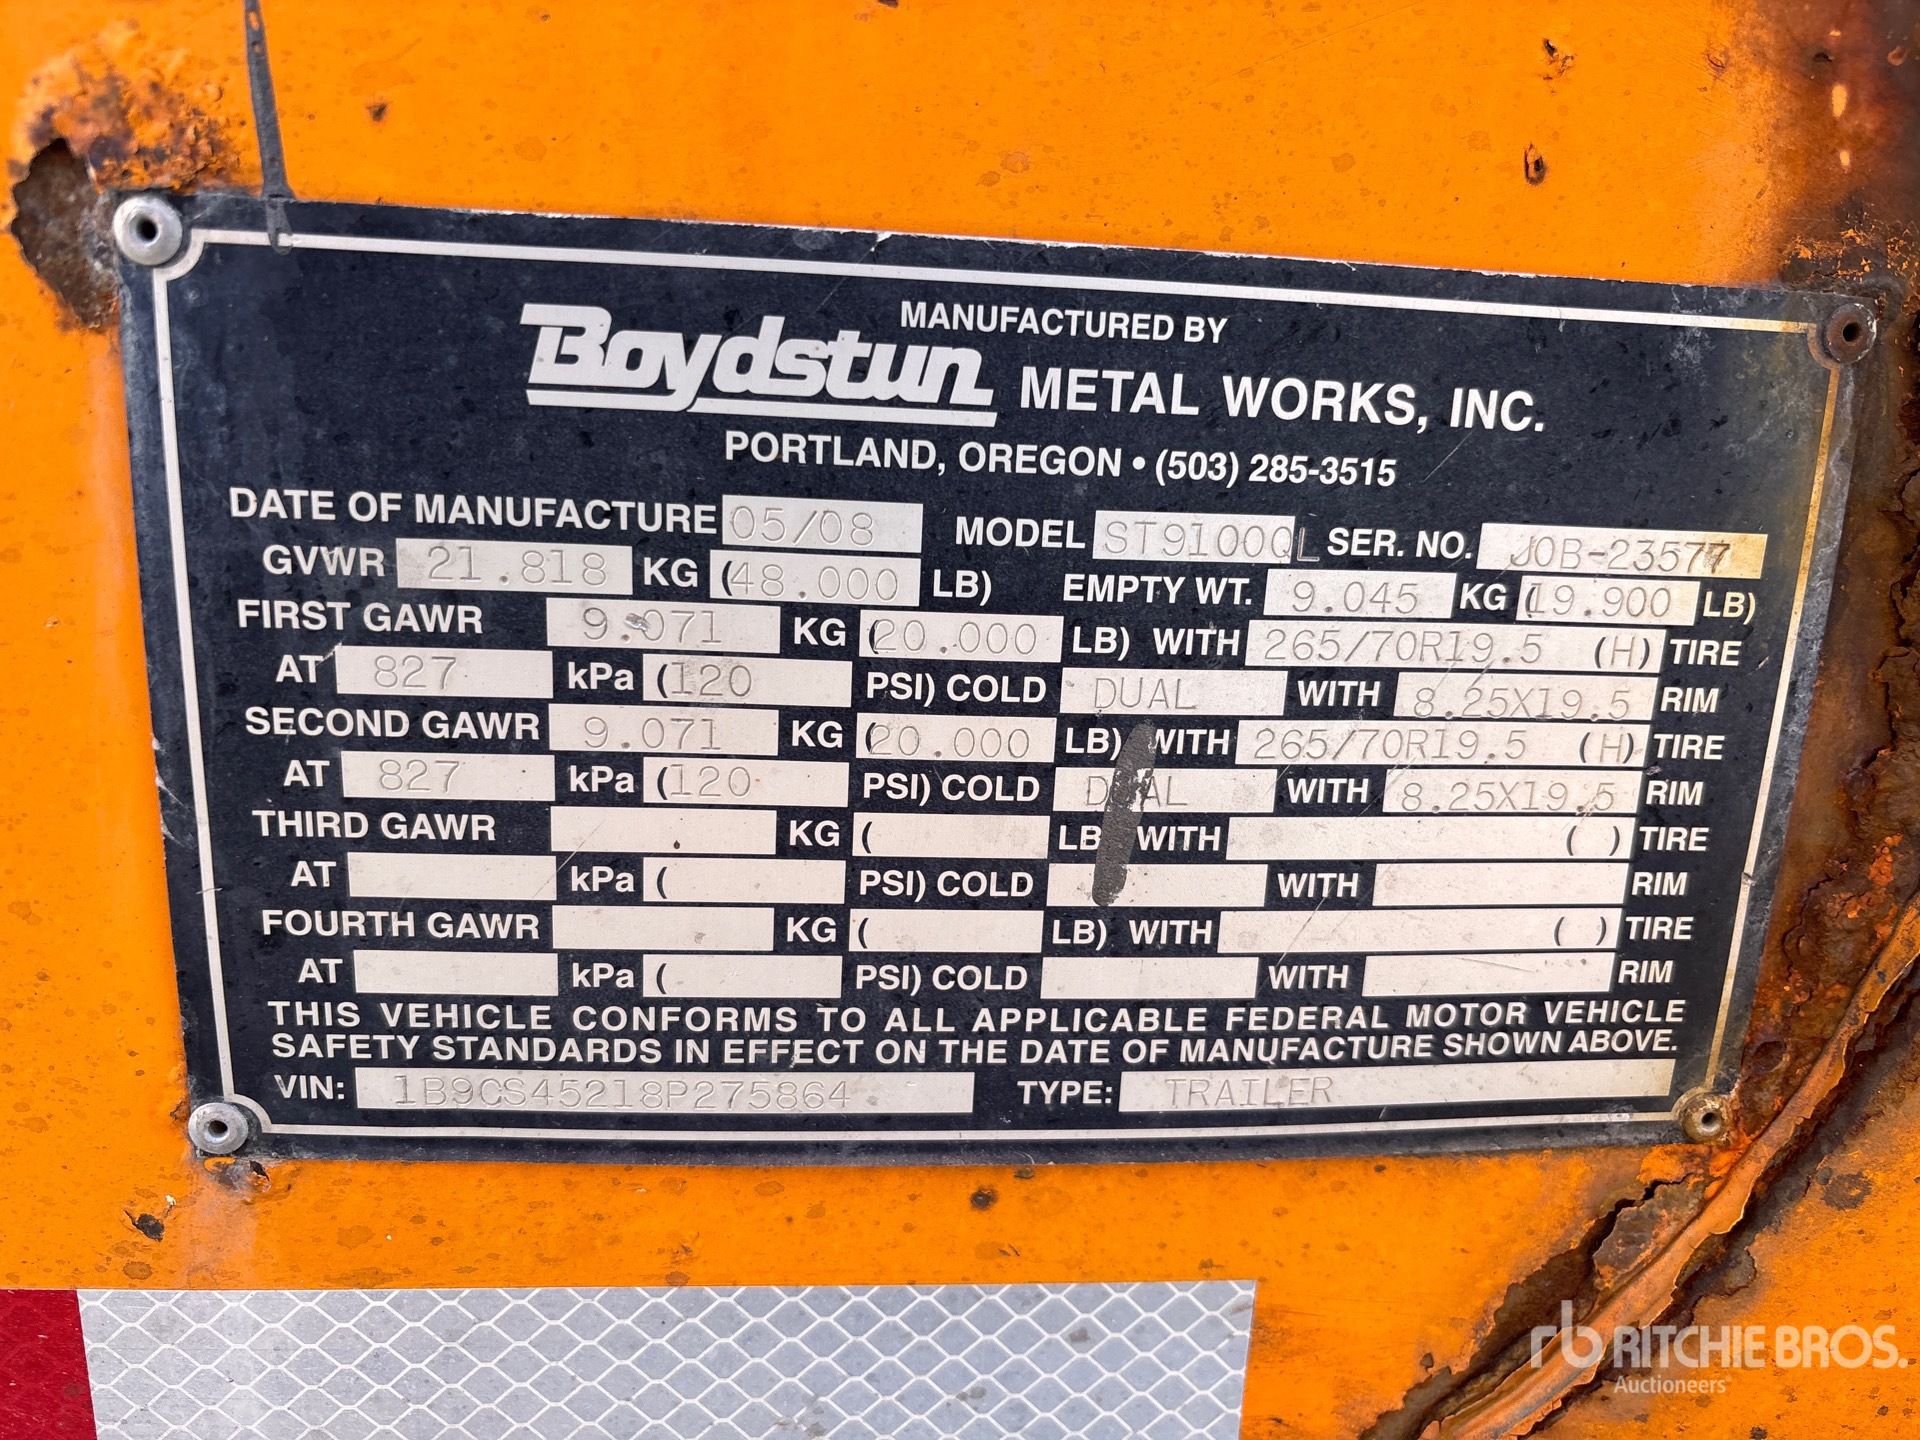 MANUFACTURED BY
Boydstun METAL WORKS, INC.
PORTLAND, OREGON • (503) 285-3515
DATE OF MANUFACTURE 05/08 MODEL ST9100QL SER. NO. JOB-23577
GVWR 21.818 KG (48.000 LB) EMPTY WT. 9.045 KG (19.900 LB)
FIRST GAWR 9.071 KG (20.000 LB) WITH 265/70R19.5 (H) TIRE
AT 827 kPa (120 PSI) COLD DUAL WITH 8.25X19.5 RIM
SECOND GAWR 9.071 KG (20.000 LB) WITH 265/70R19.5 (H) TIRE
AT 827 kPa (120 PSI) COLD DUAL WITH 8.25X19.5 RIM
THIRD GAWR KG ( LB) WITH ( ) TIRE
AT kPa ( PSI) COLD WITH RIM
FOURTH GAWR KG ( LB) WITH ( ) TIRE
AT kPa ( PSI) COLD WITH RIM
THIS VEHICLE CONFORMS TO ALL APPLICABLE FEDERAL MOTOR VEHICLE
SAFETY STANDARDS IN EFFECT ON THE DATE OF MANUFACTURE SHOWN ABOVE.
VIN: 1B9CS45218P275864 TYPE: TRAILER
rb RITCHIE BROS.
Auctioneers